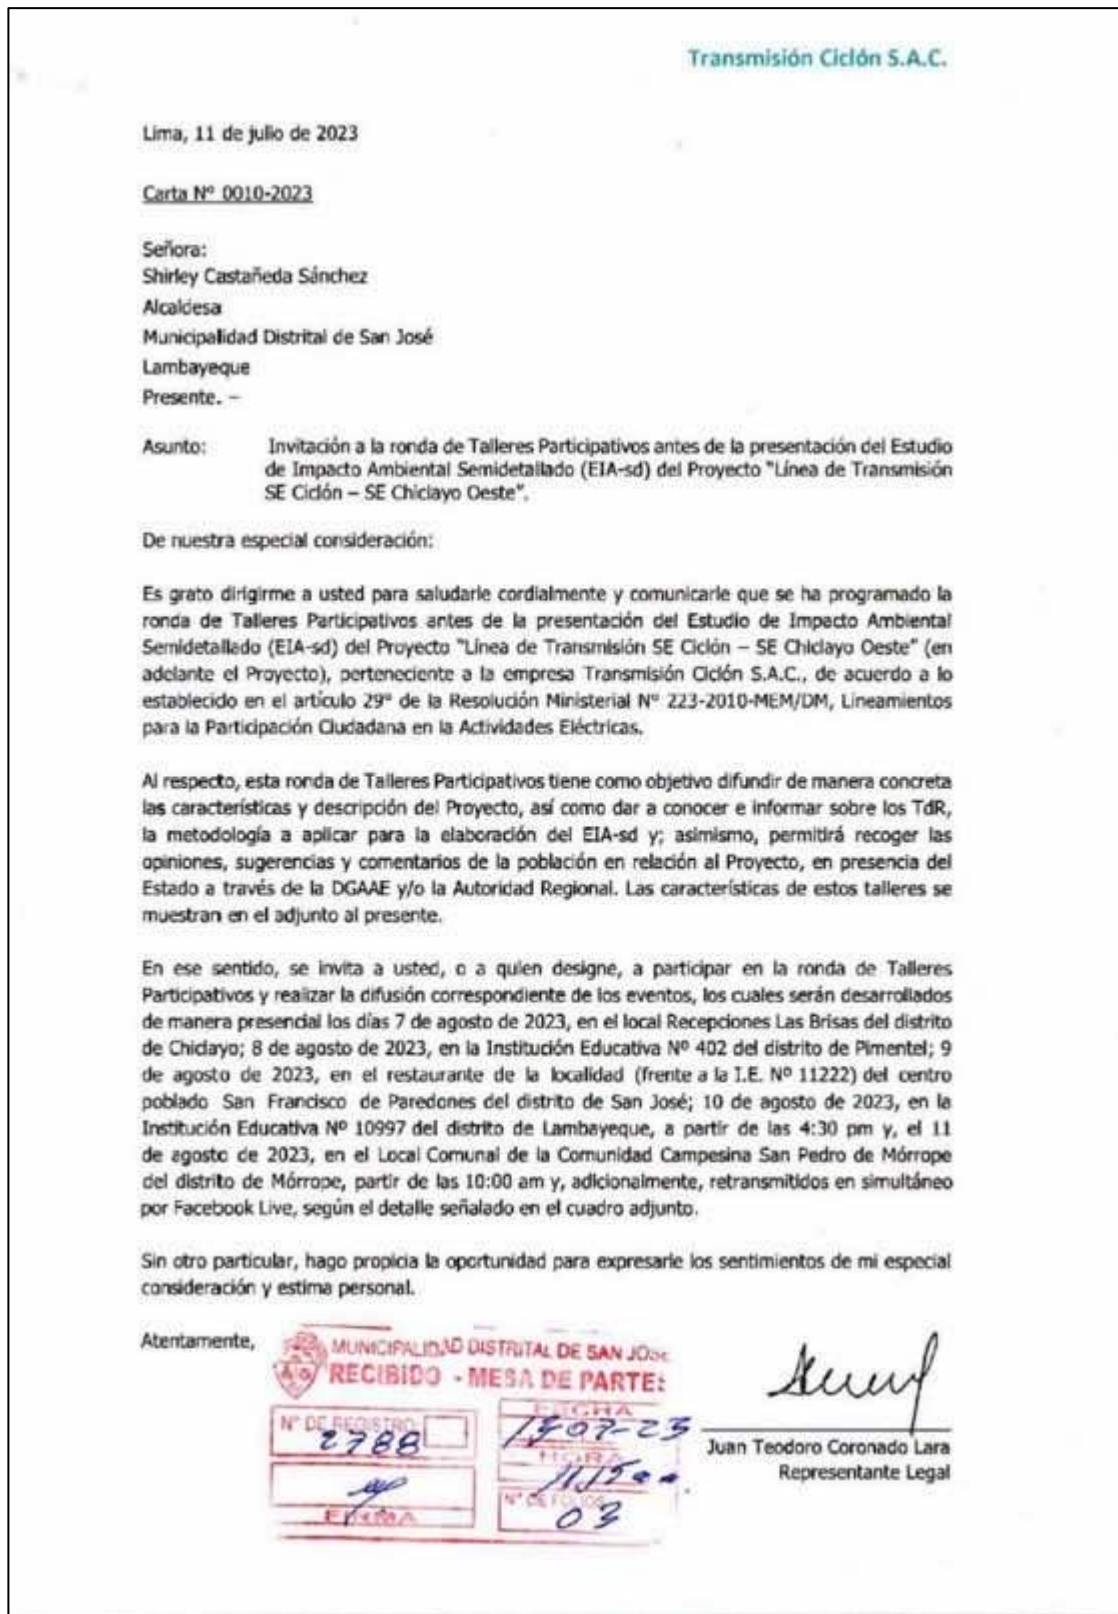 Transmisión Ciclón S.A.C.
Lima, 11 de julio de 2023
Carta Nº 0010-2023
Señora:
Shirley Castañeda Sánchez
Alcaldesa
Municipalidad Distrital de San José
Lambayeque
Presente. –
Asunto: Invitación a la ronda de Talleres Participativos antes de la presentación del Estudio
de Impacto Ambiental Semidetallado (EIA-sd) del Proyecto "Línea de Transmisión
SE Ciclón – SE Chiclayo Oeste".
De nuestra especial consideración:
Es grato dirigirme a usted para saludarle cordialmente y comunicarle que se ha programado la
ronda de Talleres Participativos antes de la presentación del Estudio de Impacto Ambiental
Semidetallado (EIA-sd) del Proyecto "Línea de Transmisión SE Ciclón – SE Chiclayo Oeste" (en
adelante el Proyecto), perteneciente a la empresa Transmisión Ciclón S.A.C., de acuerdo a lo
establecido en el artículo 29º de la Resolución Ministerial Nº 223-2010-MEM/DM, Lineamientos
para la Participación Ciudadana en la Actividades Eléctricas.
Al respecto, esta ronda de Talleres Participativos tiene como objetivo difundir de manera concreta
las características y descripción del Proyecto, así como dar a conocer e informar sobre los TdR,
la metodología a aplicar para la elaboración del EIA-sd y; asimismo, permitirá recoger las
opiniones, sugerencias y comentarios de la población en relación al Proyecto, en presencia del
Estado a través de la DGAAE y/o la Autoridad Regional. Las características de estos talleres se
muestran en el adjunto al presente.
En ese sentido, se invita a usted, o a quien designe, a participar en la ronda de Talleres
Participativos y realizar la difusión correspondiente de los eventos, los cuales serán desarrollados
de manera presencial los días 7 de agosto de 2023, en el local Recepciones Las Brisas del distrito
de Chiclayo; 8 de agosto de 2023, en la Institución Educativa Nº 402 del distrito de Pimentel; 9
de agosto de 2023, en el restaurante de la localidad (frente a la I.E. Nº 11222) del centro
poblado San Francisco de Paredones del distrito de San José; 10 de agosto de 2023, en la
Institución Educativa Nº 10997 del distrito de Lambayeque, a partir de las 4:30 pm y, el 11
de agosto de 2023, en el Local Comunal de la Comunidad Campesina San Pedro de Mórrope
del distrito de Mórrope, partir de las 10:00 am y, adicionalmente, retransmitidos en simultáneo
por Facebook Live, según el detalle señalado en el cuadro adjunto.
Sin otro particular, hago propicia la oportunidad para expresarle los sentimientos de mi especial
consideración y estima personal.
Atentamente,
MUNICIPALIDAD DISTRITAL DE SAN JOSE
RECIBIDO - MESA DE PARTES
Nº DE REGISTRO
2788
FECHA
07-23
HORA
FIRMA
Nº DE FOLIOS
03
Juan Teodoro Coronado Lara
Representante Legal